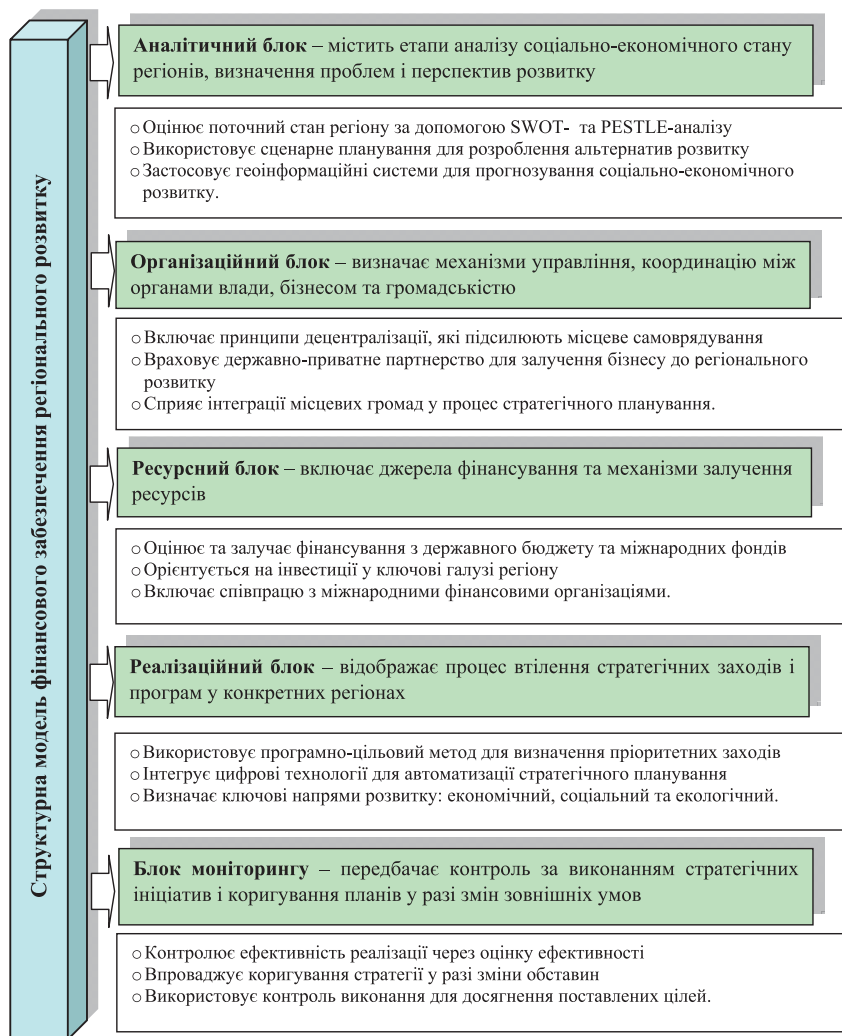 Структурна модель фінансового забезпечення регіонального розвитку
Аналітичний блок – містить етапи аналізу соціально-економічного стану
регіонів, визначення проблем і перспектив розвитку
○ Оцінює поточний стан регіону за допомогою SWOT- та PESTLE-аналізу
○ Використовує сценарне планування для розроблення альтернатив розвитку
○ Застосовує геоінформаційні системи для прогнозування соціально-економічного
розвитку.
Організаційний блок – визначає механізми управління, координацію між
органами влади, бізнесом та громадськістю
○ Включає принципи децентралізації, які підсилюють місцеве самоврядування
○ Враховує державно-приватне партнерство для залучення бізнесу до регіонального
розвитку
○ Сприяє інтеграції місцевих громад у процес стратегічного планування.
Ресурсний блок – включає джерела фінансування та механізми залучення
ресурсів
○ Оцінює та залучає фінансування з державного бюджету та міжнародних фондів
○ Орієнтується на інвестиції у ключові галузі регіону
○ Включає співпрацю з міжнародними фінансовими організаціями.
Реалізаційний блок – відображає процес втілення стратегічних заходів і
програм у конкретних регіонах
○ Використовує програмно-цільовий метод для визначення пріоритетних заходів
○ Інтегрує цифрові технології для автоматизації стратегічного планування
○ Визначає ключові напрями розвитку: економічний, соціальний та екологічний.
Блок моніторингу – передбачає контроль за виконанням стратегічних
ініціатив і коригування планів у разі змін зовнішніх умов
○ Контролює ефективність реалізації через оцінку ефективності
○ Впроваджує коригування стратегії у разі зміни обставин
○ Використовує контроль виконання для досягнення поставлених цілей.